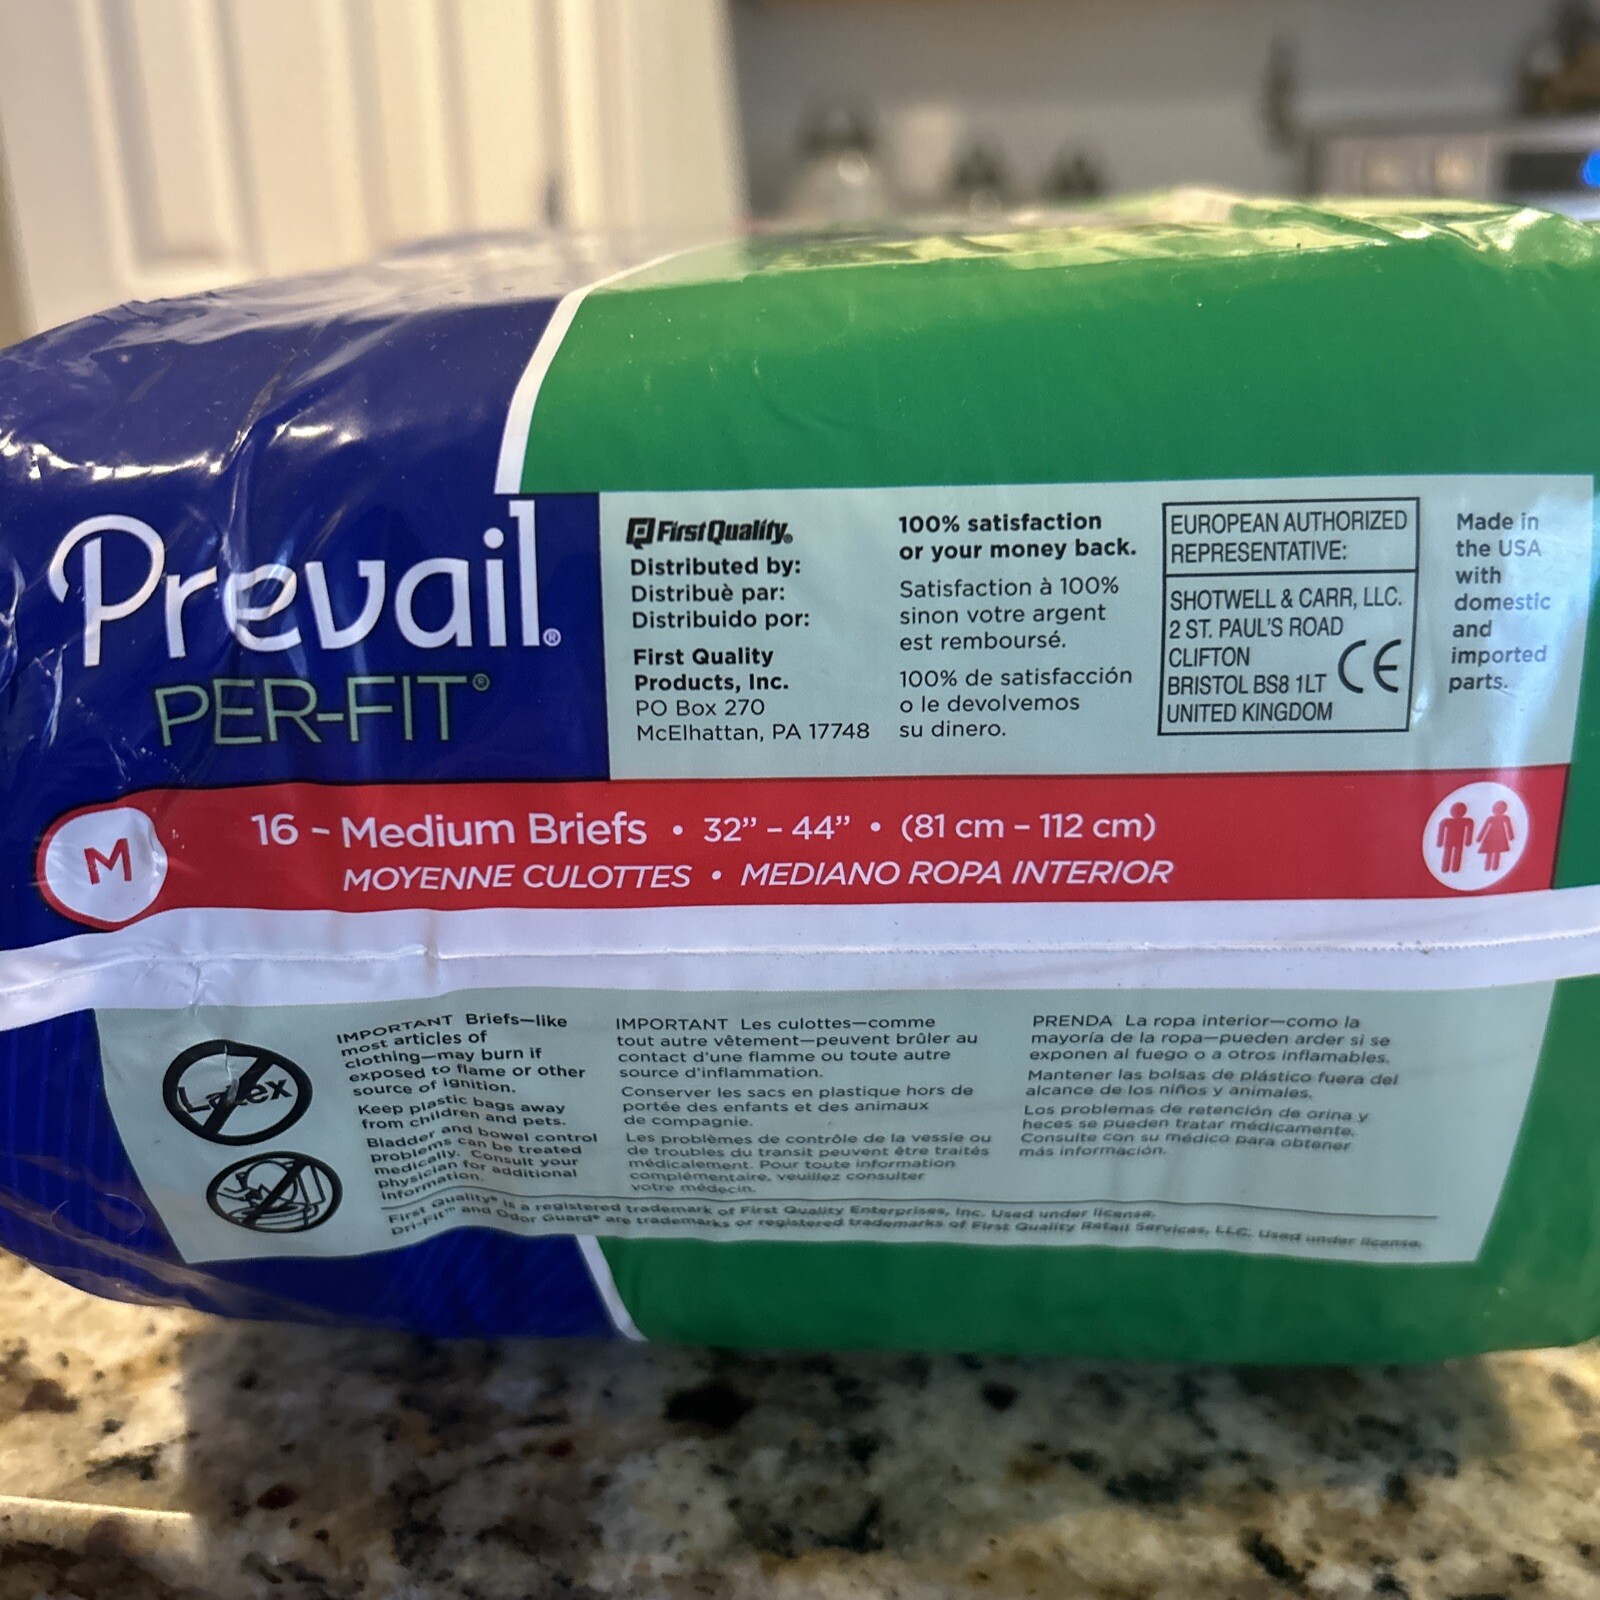 Prevail®
PER-FIT®
FirstQuality®
Distributed by:
Distribuè par:
Distribuido por:
First Quality
Products, Inc.
PO Box 270
McElhattan, PA 17748
100% satisfaction
or your money back.
Satisfaction à 100%
sinon votre argent
est remboursé.
100% de satisfacción
o le devolvemos
su dinero.
EUROPEAN AUTHORIZED
REPRESENTATIVE:
SHOTWELL & CARR, LLC.
2 ST. PAUL'S ROAD
CLIFTON
BRISTOL BS8 1LT
UNITED KINGDOM
CE
Made in
the USA
with
domestic
and
imported
parts.
M
16 – Medium Briefs • 32” – 44” • (81 cm – 112 cm)
MOYENNE CULOTTES • MEDIANO ROPA INTERIOR
Latex
IMPORTANT Briefs—like
most articles of
clothing—may burn if
exposed to flame or other
source of ignition.
Keep plastic bags away
from children and pets.
Bladder and bowel control
problems can be treated
medically. Consult your
physician for additional
information.
IMPORTANT Les culottes—comme
tout autre vêtement—peuvent brûler au
contact d'une flamme ou toute autre
source d'inflammation.
Conserver les sacs en plastique hors de
portée des enfants et des animaux
de compagnie.
Les problèmes de contrôle de la vessie ou
de troubles du transit peuvent être traités
médicalement. Pour toute information
complémentaire, veuillez consulter
votre médecin.
PRENDA La ropa interior—como la
mayoría de la ropa—pueden arder si se
exponen al fuego o a otros inflamables.
Mantener las bolsas de plástico fuera del
alcance de los niños y animales.
Los problemas de retención de orina y
heces se pueden tratar médicamente.
Consulte con su médico para obtener
más información.
First Quality® is a registered trademark of First Quality Enterprises, Inc. Used under license.
Dri-Fit™ and Odor Guard® are trademarks or registered trademarks of First Quality Retail Services, LLC. Used under license.